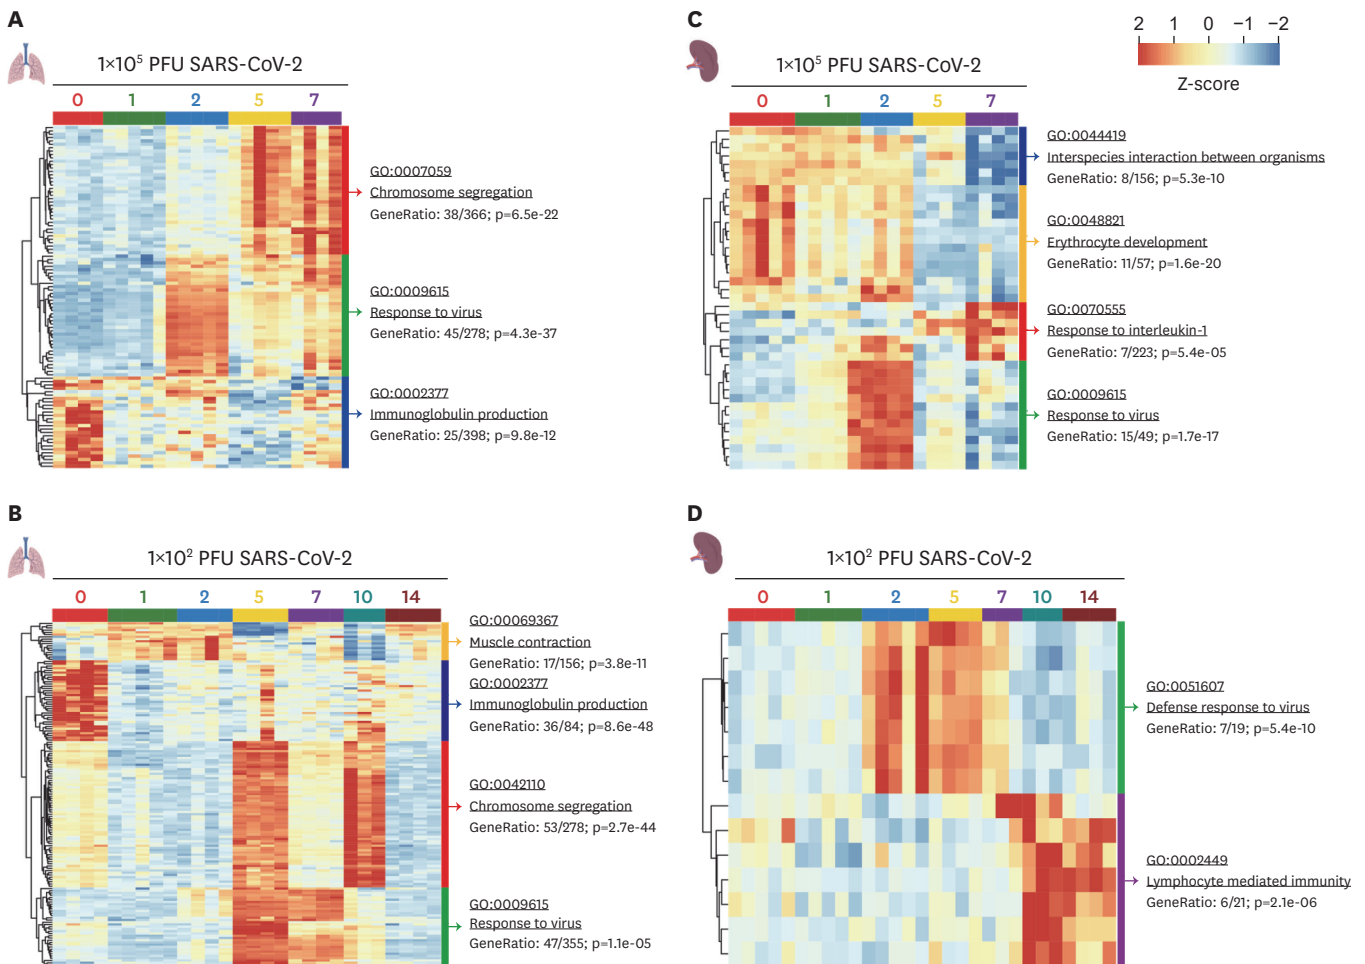 A
1×10⁵ PFU SARS-CoV-2
0 1 2 5 7
GO:0007059
Chromosome segregation
GeneRatio: 38/366; p=6.5e-22
GO:0009615
Response to virus
GeneRatio: 45/278; p=4.3e-37
GO:0002377
Immunoglobulin production
GeneRatio: 25/398; p=9.8e-12
C
1×10⁵ PFU SARS-CoV-2
0 1 2 5 7
2 1 0 −1 −2
Z-score
GO:0044419
Interspecies interaction between organisms
GeneRatio: 8/156; p=5.3e-10
GO:0048821
Erythrocyte development
GeneRatio: 11/57; p=1.6e-20
GO:0070555
Response to interleukin-1
GeneRatio: 7/223; p=5.4e-05
GO:0009615
Response to virus
GeneRatio: 15/49; p=1.7e-17
B
1×10² PFU SARS-CoV-2
0 1 2 5 7 10 14
GO:00069367
Muscle contraction
GeneRatio: 17/156; p=3.8e-11
GO:0002377
Immunoglobulin production
GeneRatio: 36/84; p=8.6e-48
GO:0042110
Chromosome segregation
GeneRatio: 53/278; p=2.7e-44
GO:0009615
Response to virus
GeneRatio: 47/355; p=1.1e-05
D
1×10² PFU SARS-CoV-2
0 1 2 5 7 10 14
GO:0051607
Defense response to virus
GeneRatio: 7/19; p=5.4e-10
GO:0002449
Lymphocyte mediated immunity
GeneRatio: 6/21; p=2.1e-06